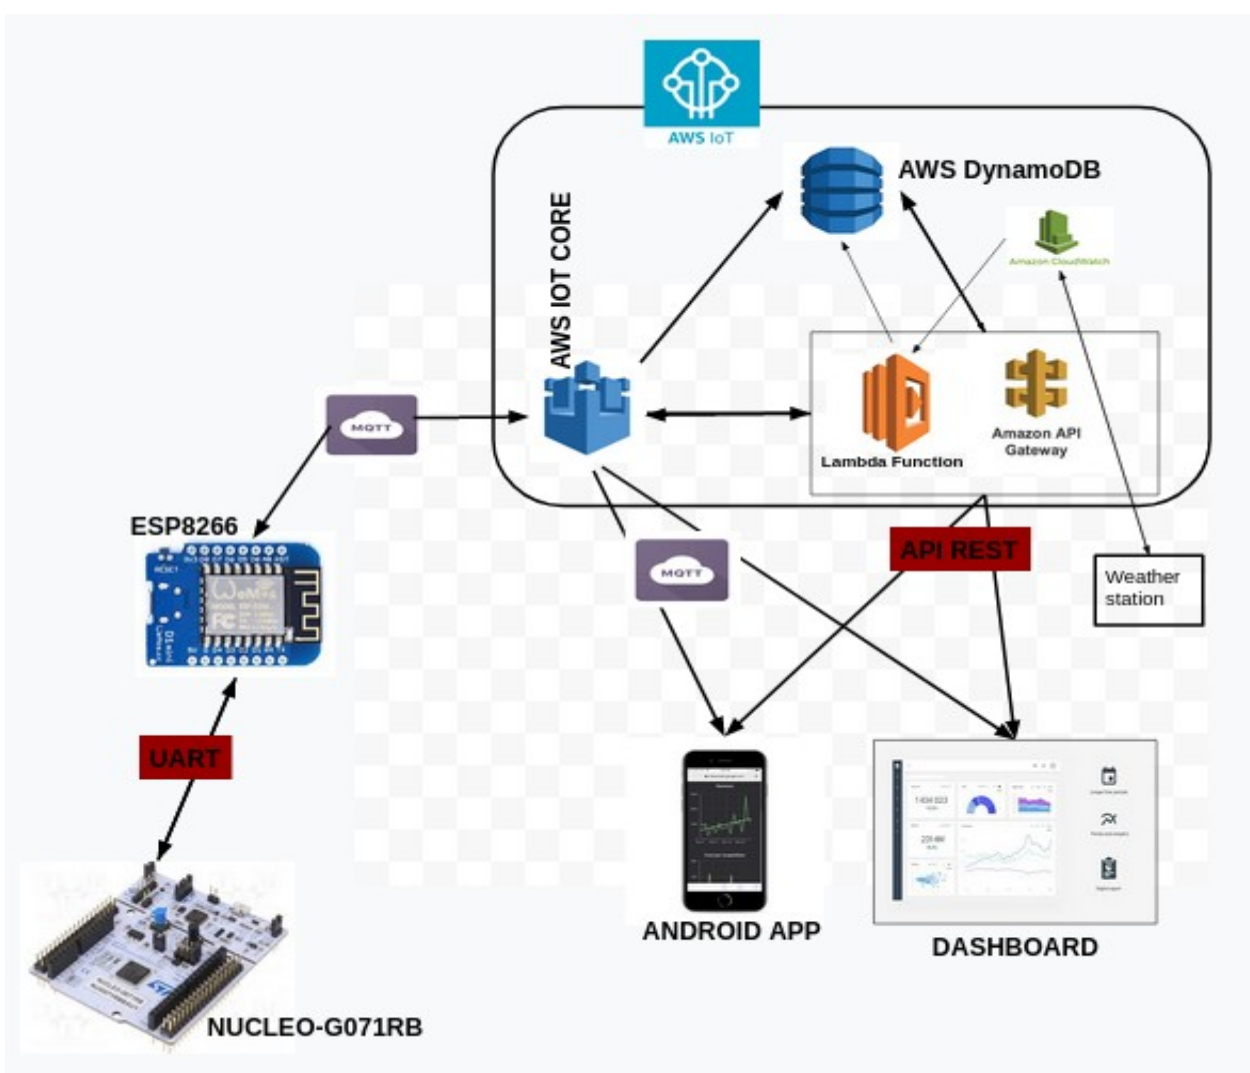 AWS IoT
AWS DynamoDB
AWS IOT CORE
Amazon CloudWatch
MQTT
Lambda Function
Amazon API
Gateway
ESP8266
API REST
MQTT
Weather
station
RESET
UART
ANDROID APP
DASHBOARD
NUCLEO-G071RB